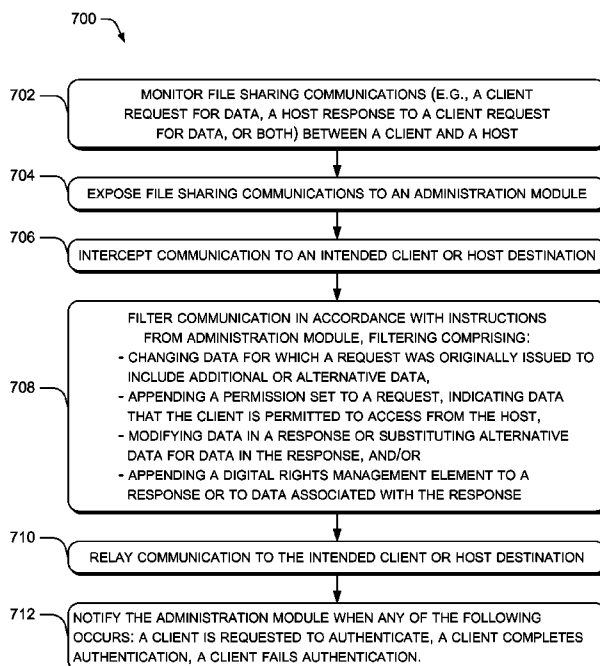 700
702
MONITOR FILE SHARING COMMUNICATIONS (E.G., A CLIENT
REQUEST FOR DATA, A HOST RESPONSE TO A CLIENT REQUEST
FOR DATA, OR BOTH) BETWEEN A CLIENT AND A HOST
704
EXPOSE FILE SHARING COMMUNICATIONS TO AN ADMINISTRATION MODULE
706
INTERCEPT COMMUNICATION TO AN INTENDED CLIENT OR HOST DESTINATION
708
FILTER COMMUNICATION IN ACCORDANCE WITH INSTRUCTIONS
FROM ADMINISTRATION MODULE, FILTERING COMPRISING:
- CHANGING DATA FOR WHICH A REQUEST WAS ORIGINALLY ISSUED TO
INCLUDE ADDITIONAL OR ALTERNATIVE DATA,
- APPENDING A PERMISSION SET TO A REQUEST, INDICATING DATA
THAT THE CLIENT IS PERMITTED TO ACCESS FROM THE HOST,
- MODIFYING DATA IN A RESPONSE OR SUBSTITUTING ALTERNATIVE
DATA FOR DATA IN THE RESPONSE, AND/OR
- APPENDING A DIGITAL RIGHTS MANAGEMENT ELEMENT TO A
RESPONSE OR TO DATA ASSOCIATED WITH THE RESPONSE
710
RELAY COMMUNICATION TO THE INTENDED CLIENT OR HOST DESTINATION
712
NOTIFY THE ADMINISTRATION MODULE WHEN ANY OF THE FOLLOWING
OCCURS: A CLIENT IS REQUESTED TO AUTHENTICATE, A CLIENT COMPLETES
AUTHENTICATION, A CLIENT FAILS AUTHENTICATION.